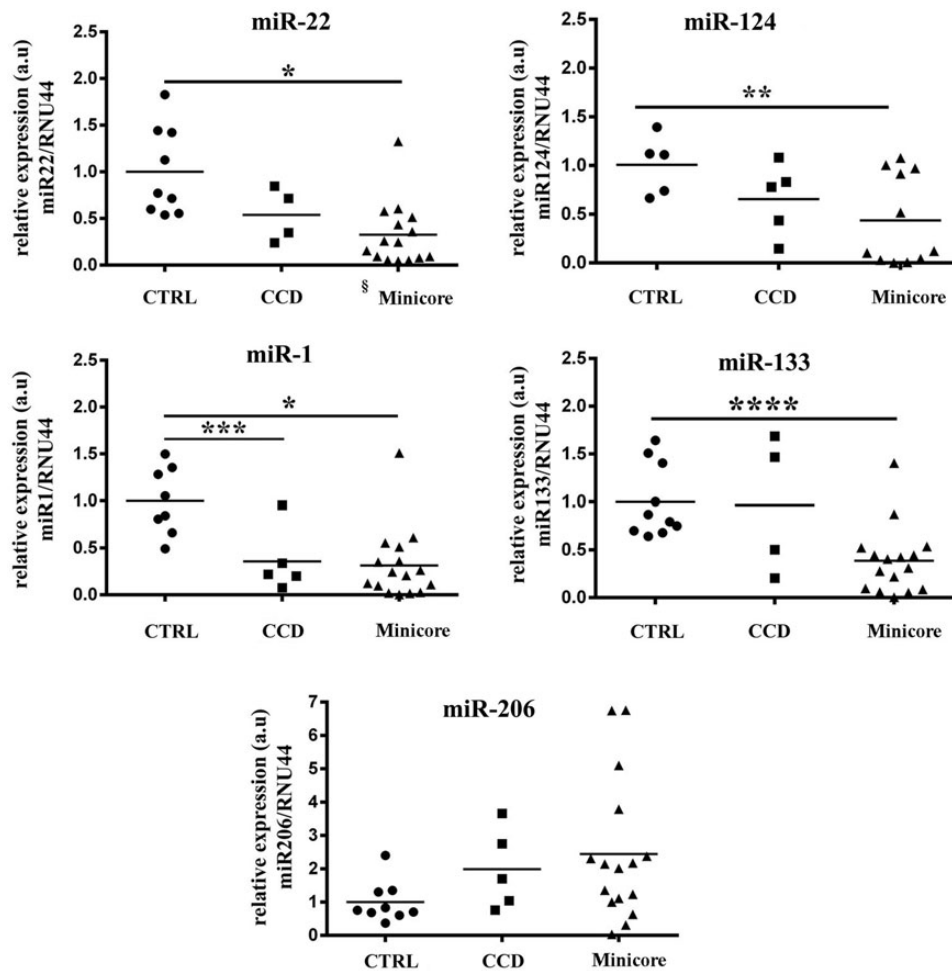 miR-22
relative expression (a.u)
miR22/RNU44
2.5
2.0
1.5
1.0
0.5
0.0
*
CTRL
CCD
§ Minicore
miR-124
relative expression (a.u)
miR124/RNU44
2.5
2.0
1.5
1.0
0.5
0.0
**
CTRL
CCD
Minicore
miR-1
relative expression (a.u)
miR1/RNU44
2.5
2.0
1.5
1.0
0.5
0.0
*
***
CTRL
CCD
Minicore
miR-133
relative expression (a.u)
miR133/RNU44
2.5
2.0
1.5
1.0
0.5
0.0
****
CTRL
CCD
Minicore
miR-206
relative expression (a.u)
miR206/RNU44
7
6
5
4
3
2
1
0
CTRL
CCD
Minicore